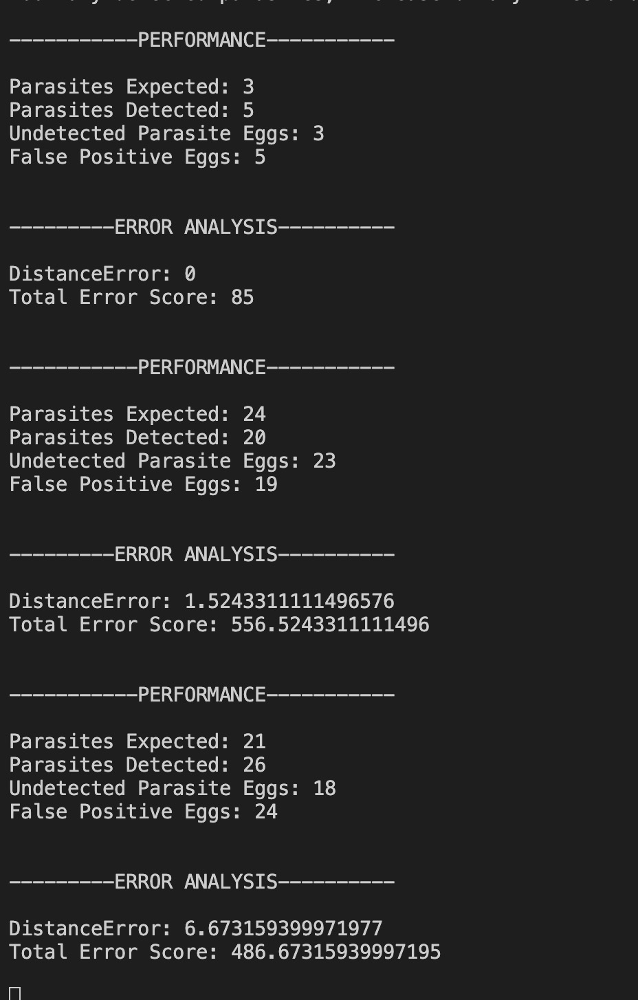 -----------PERFORMANCE-----------
Parasites Expected: 3
Parasites Detected: 5
Undetected Parasite Eggs: 3
False Positive Eggs: 5
---------ERROR ANALYSIS----------
DistanceError: 0
Total Error Score: 85
-----------PERFORMANCE-----------
Parasites Expected: 24
Parasites Detected: 20
Undetected Parasite Eggs: 23
False Positive Eggs: 19
---------ERROR ANALYSIS----------
DistanceError: 1.5243311111496576
Total Error Score: 556.5243311111496
-----------PERFORMANCE-----------
Parasites Expected: 21
Parasites Detected: 26
Undetected Parasite Eggs: 18
False Positive Eggs: 24
---------ERROR ANALYSIS----------
DistanceError: 6.673159399971977
Total Error Score: 486.67315939997195